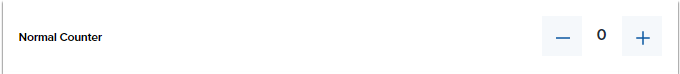 Normal Counter — 0 +